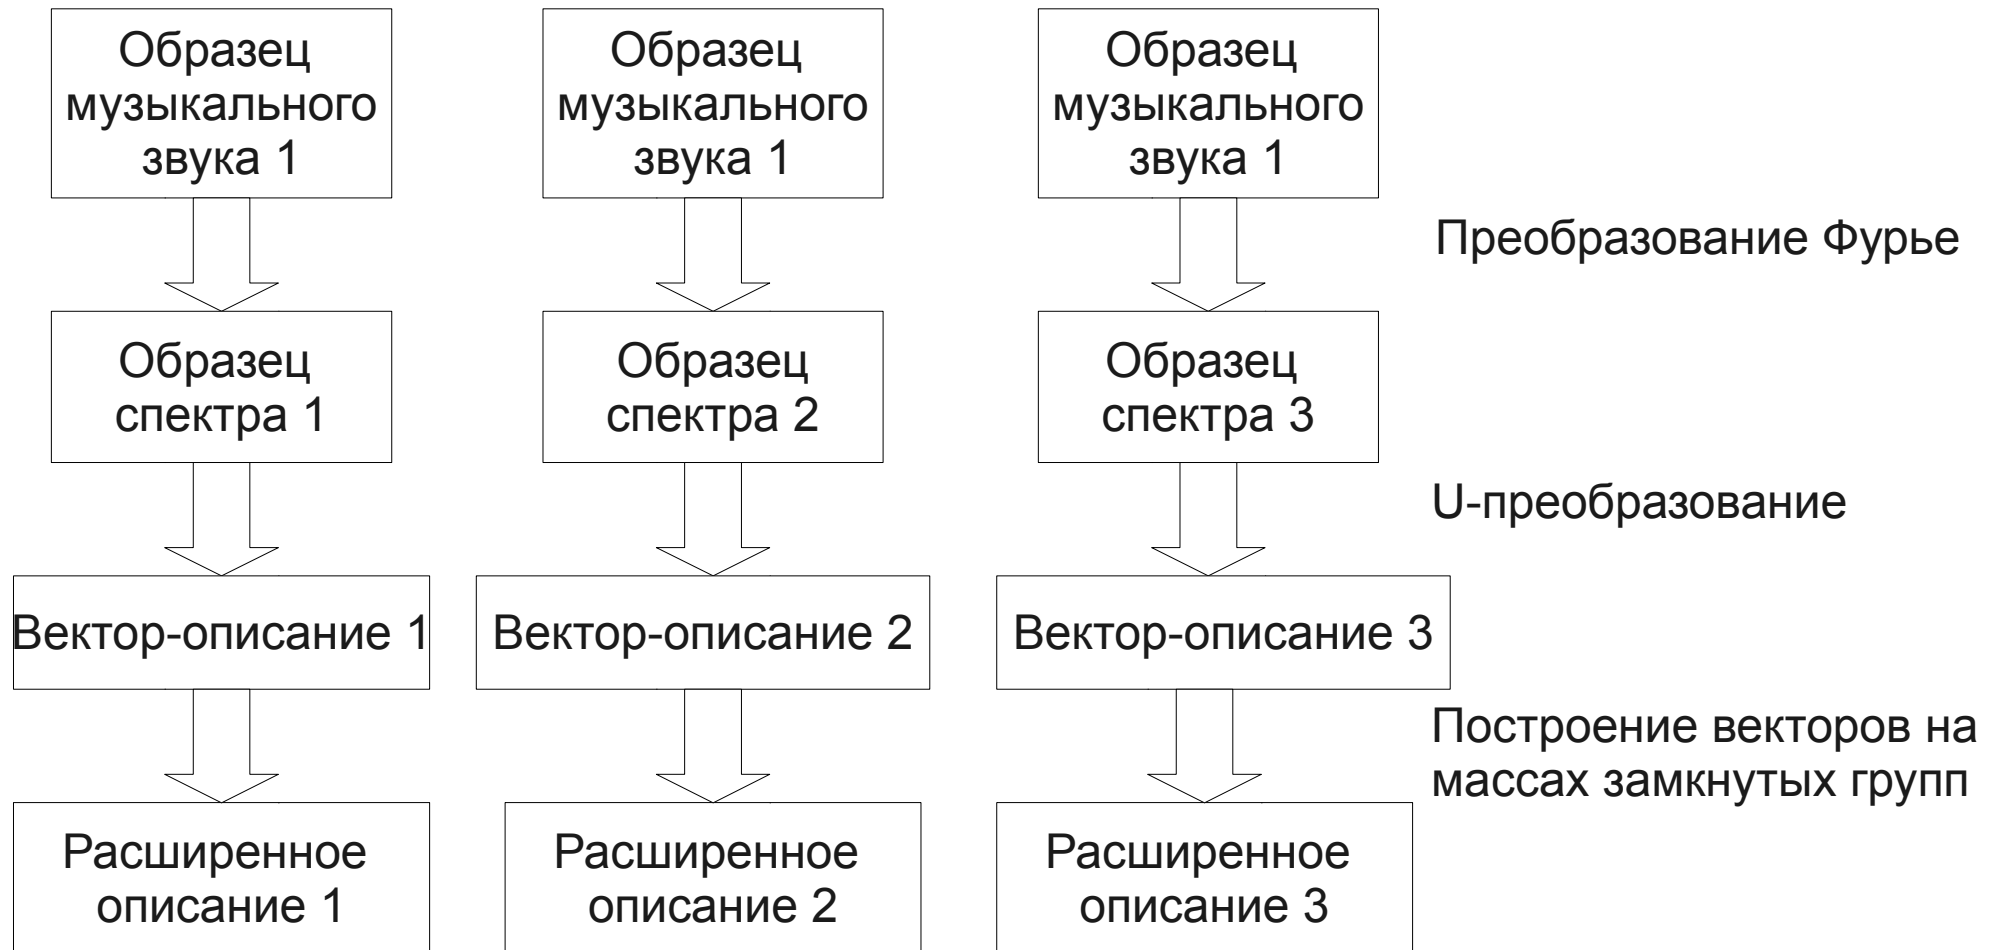 Образец
музыкального
звука 1
Образец
музыкального
звука 1
Образец
музыкального
звука 1
Преобразование Фурье
Образец
спектра 1
Образец
спектра 2
Образец
спектра 3
U-преобразование
Вектор-описание 1
Вектор-описание 2
Вектор-описание 3
Построение векторов на
массах замкнутых групп
Расширенное
описание 1
Расширенное
описание 2
Расширенное
описание 3